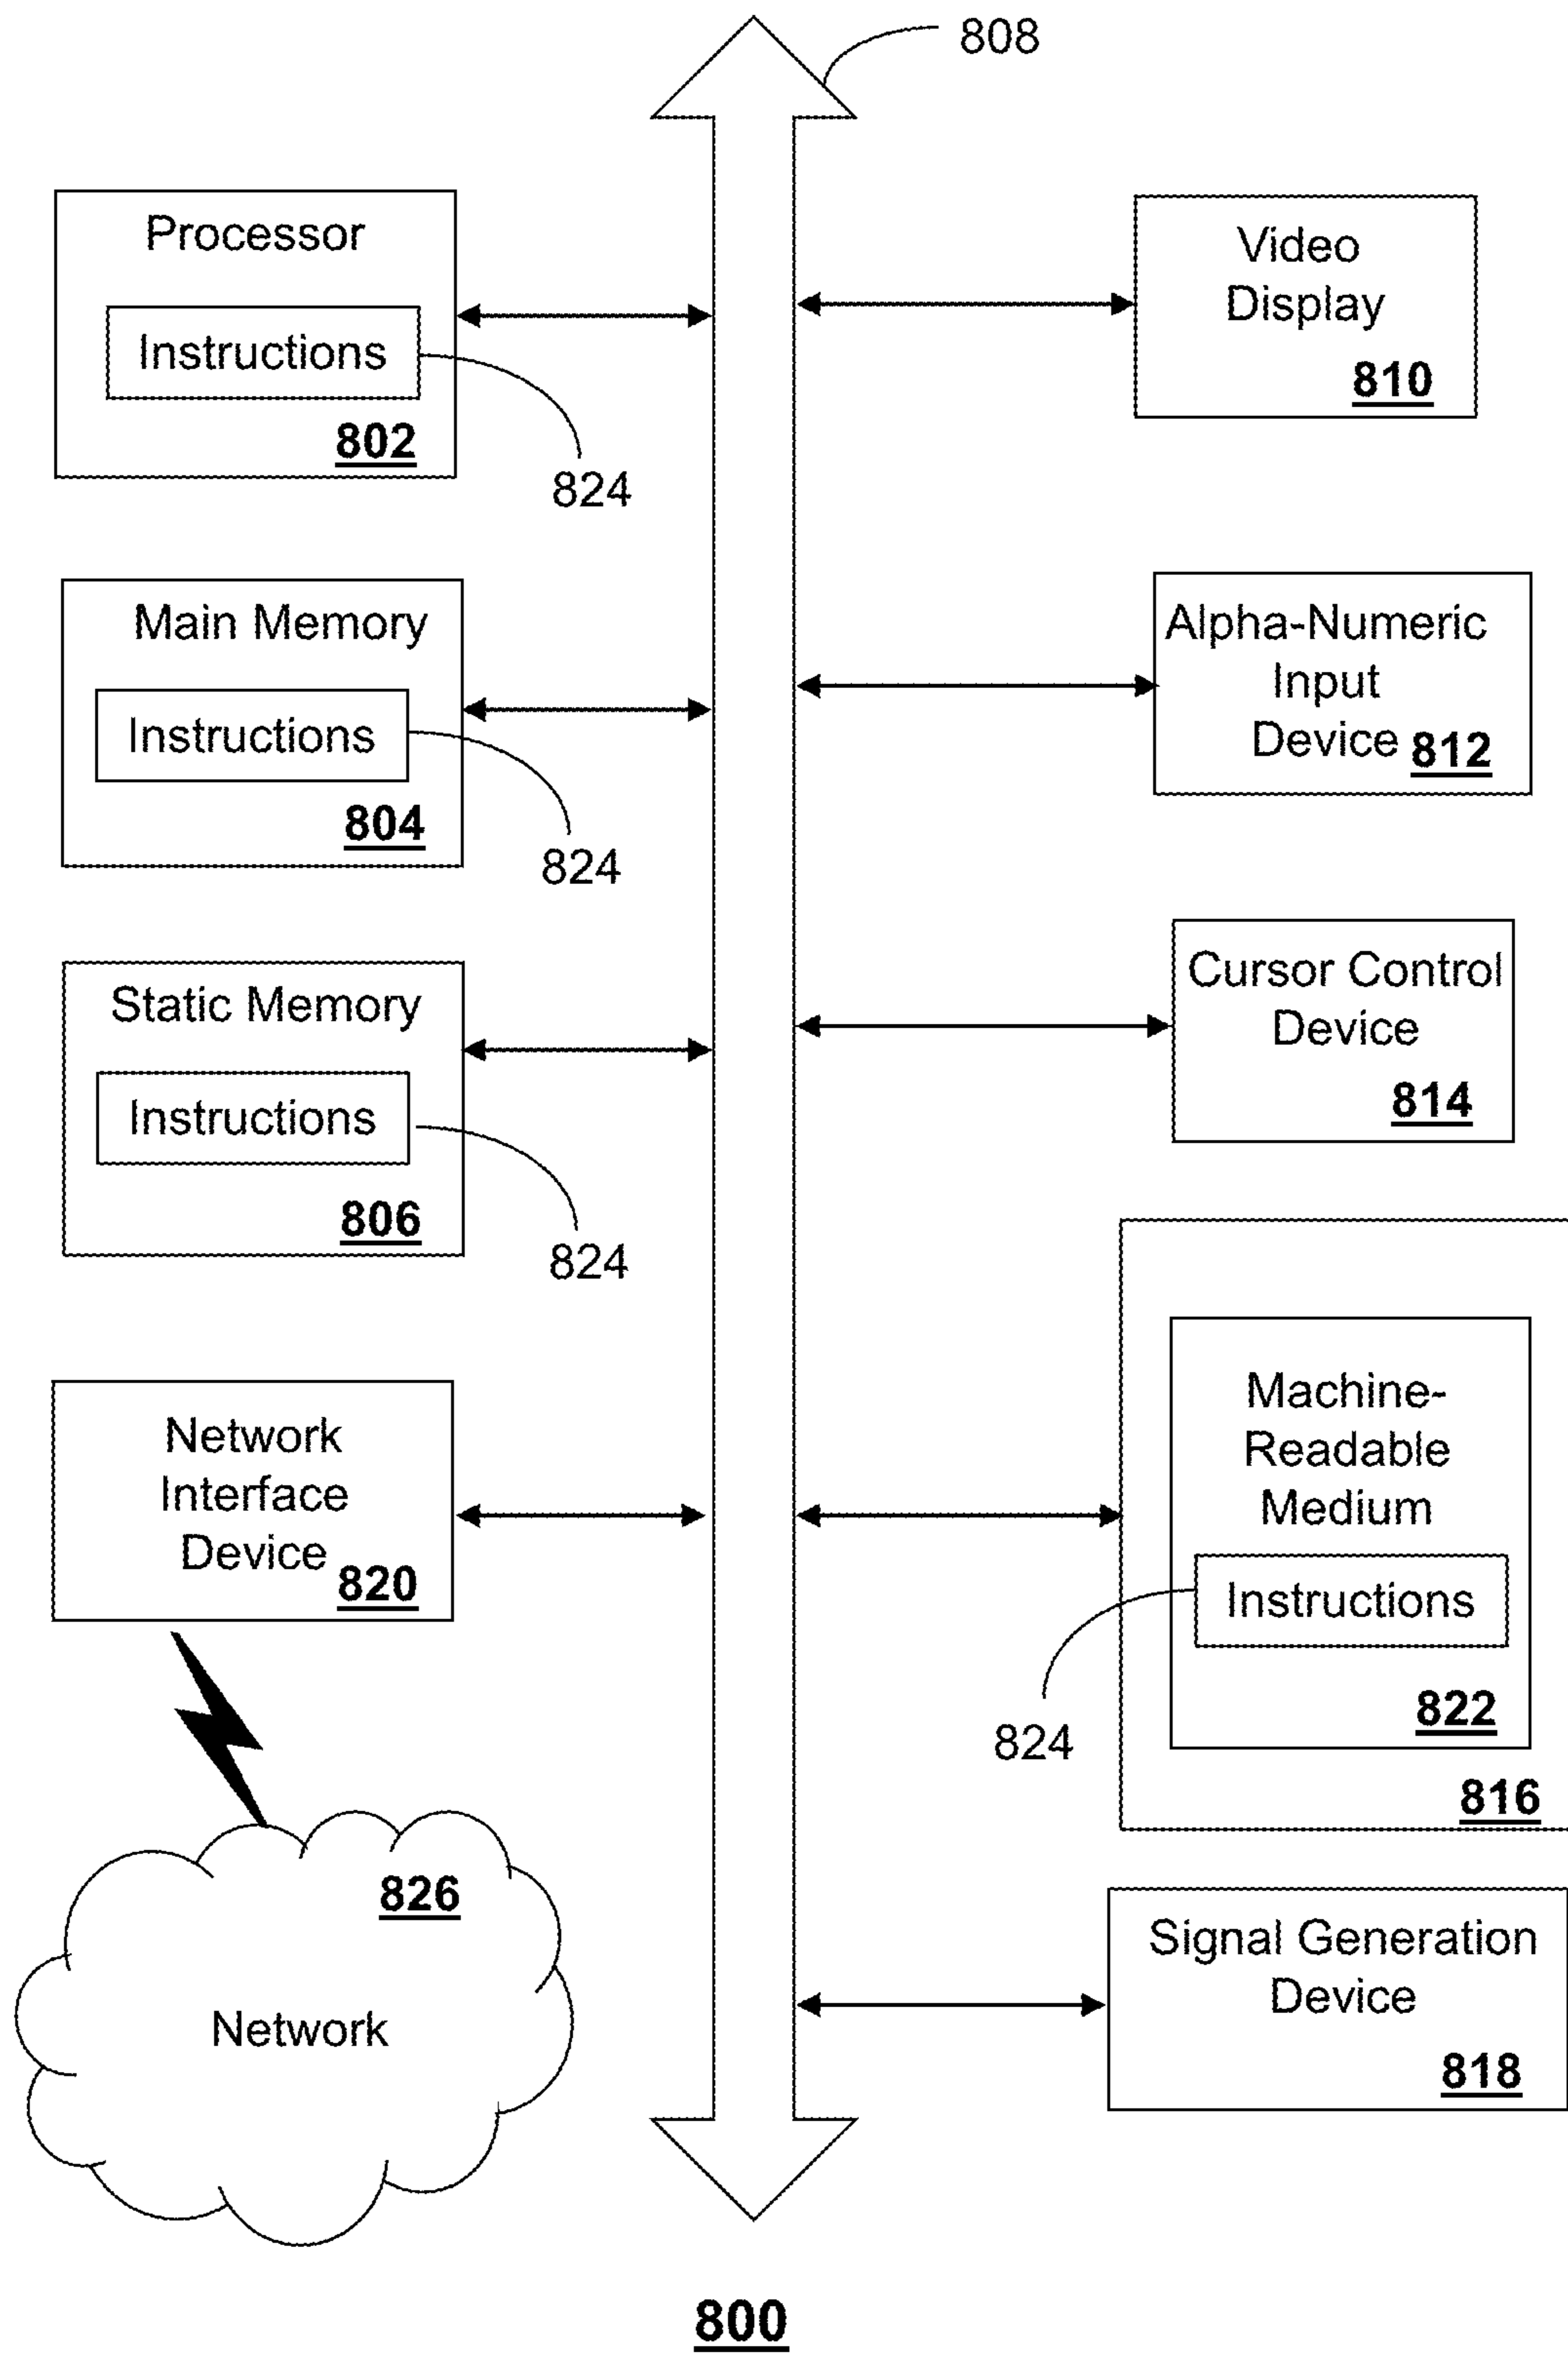 808
Processor
Instructions
802
824
Video
Display
810
Main Memory
Instructions
804
824
Alpha-Numeric
Input
Device 812
Static Memory
Instructions
806
824
Cursor Control
Device
814
Network
Interface
Device 820
Machine-
Readable
Medium
Instructions
824
822
816
826
Network
Signal Generation
Device
818
800